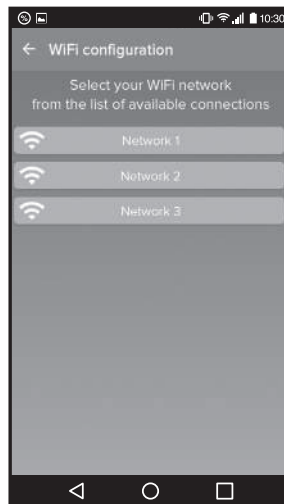 10:30
WiFi configuration
Select your WiFi network
from the list of available connections
Network 1
Network 2
Network 3